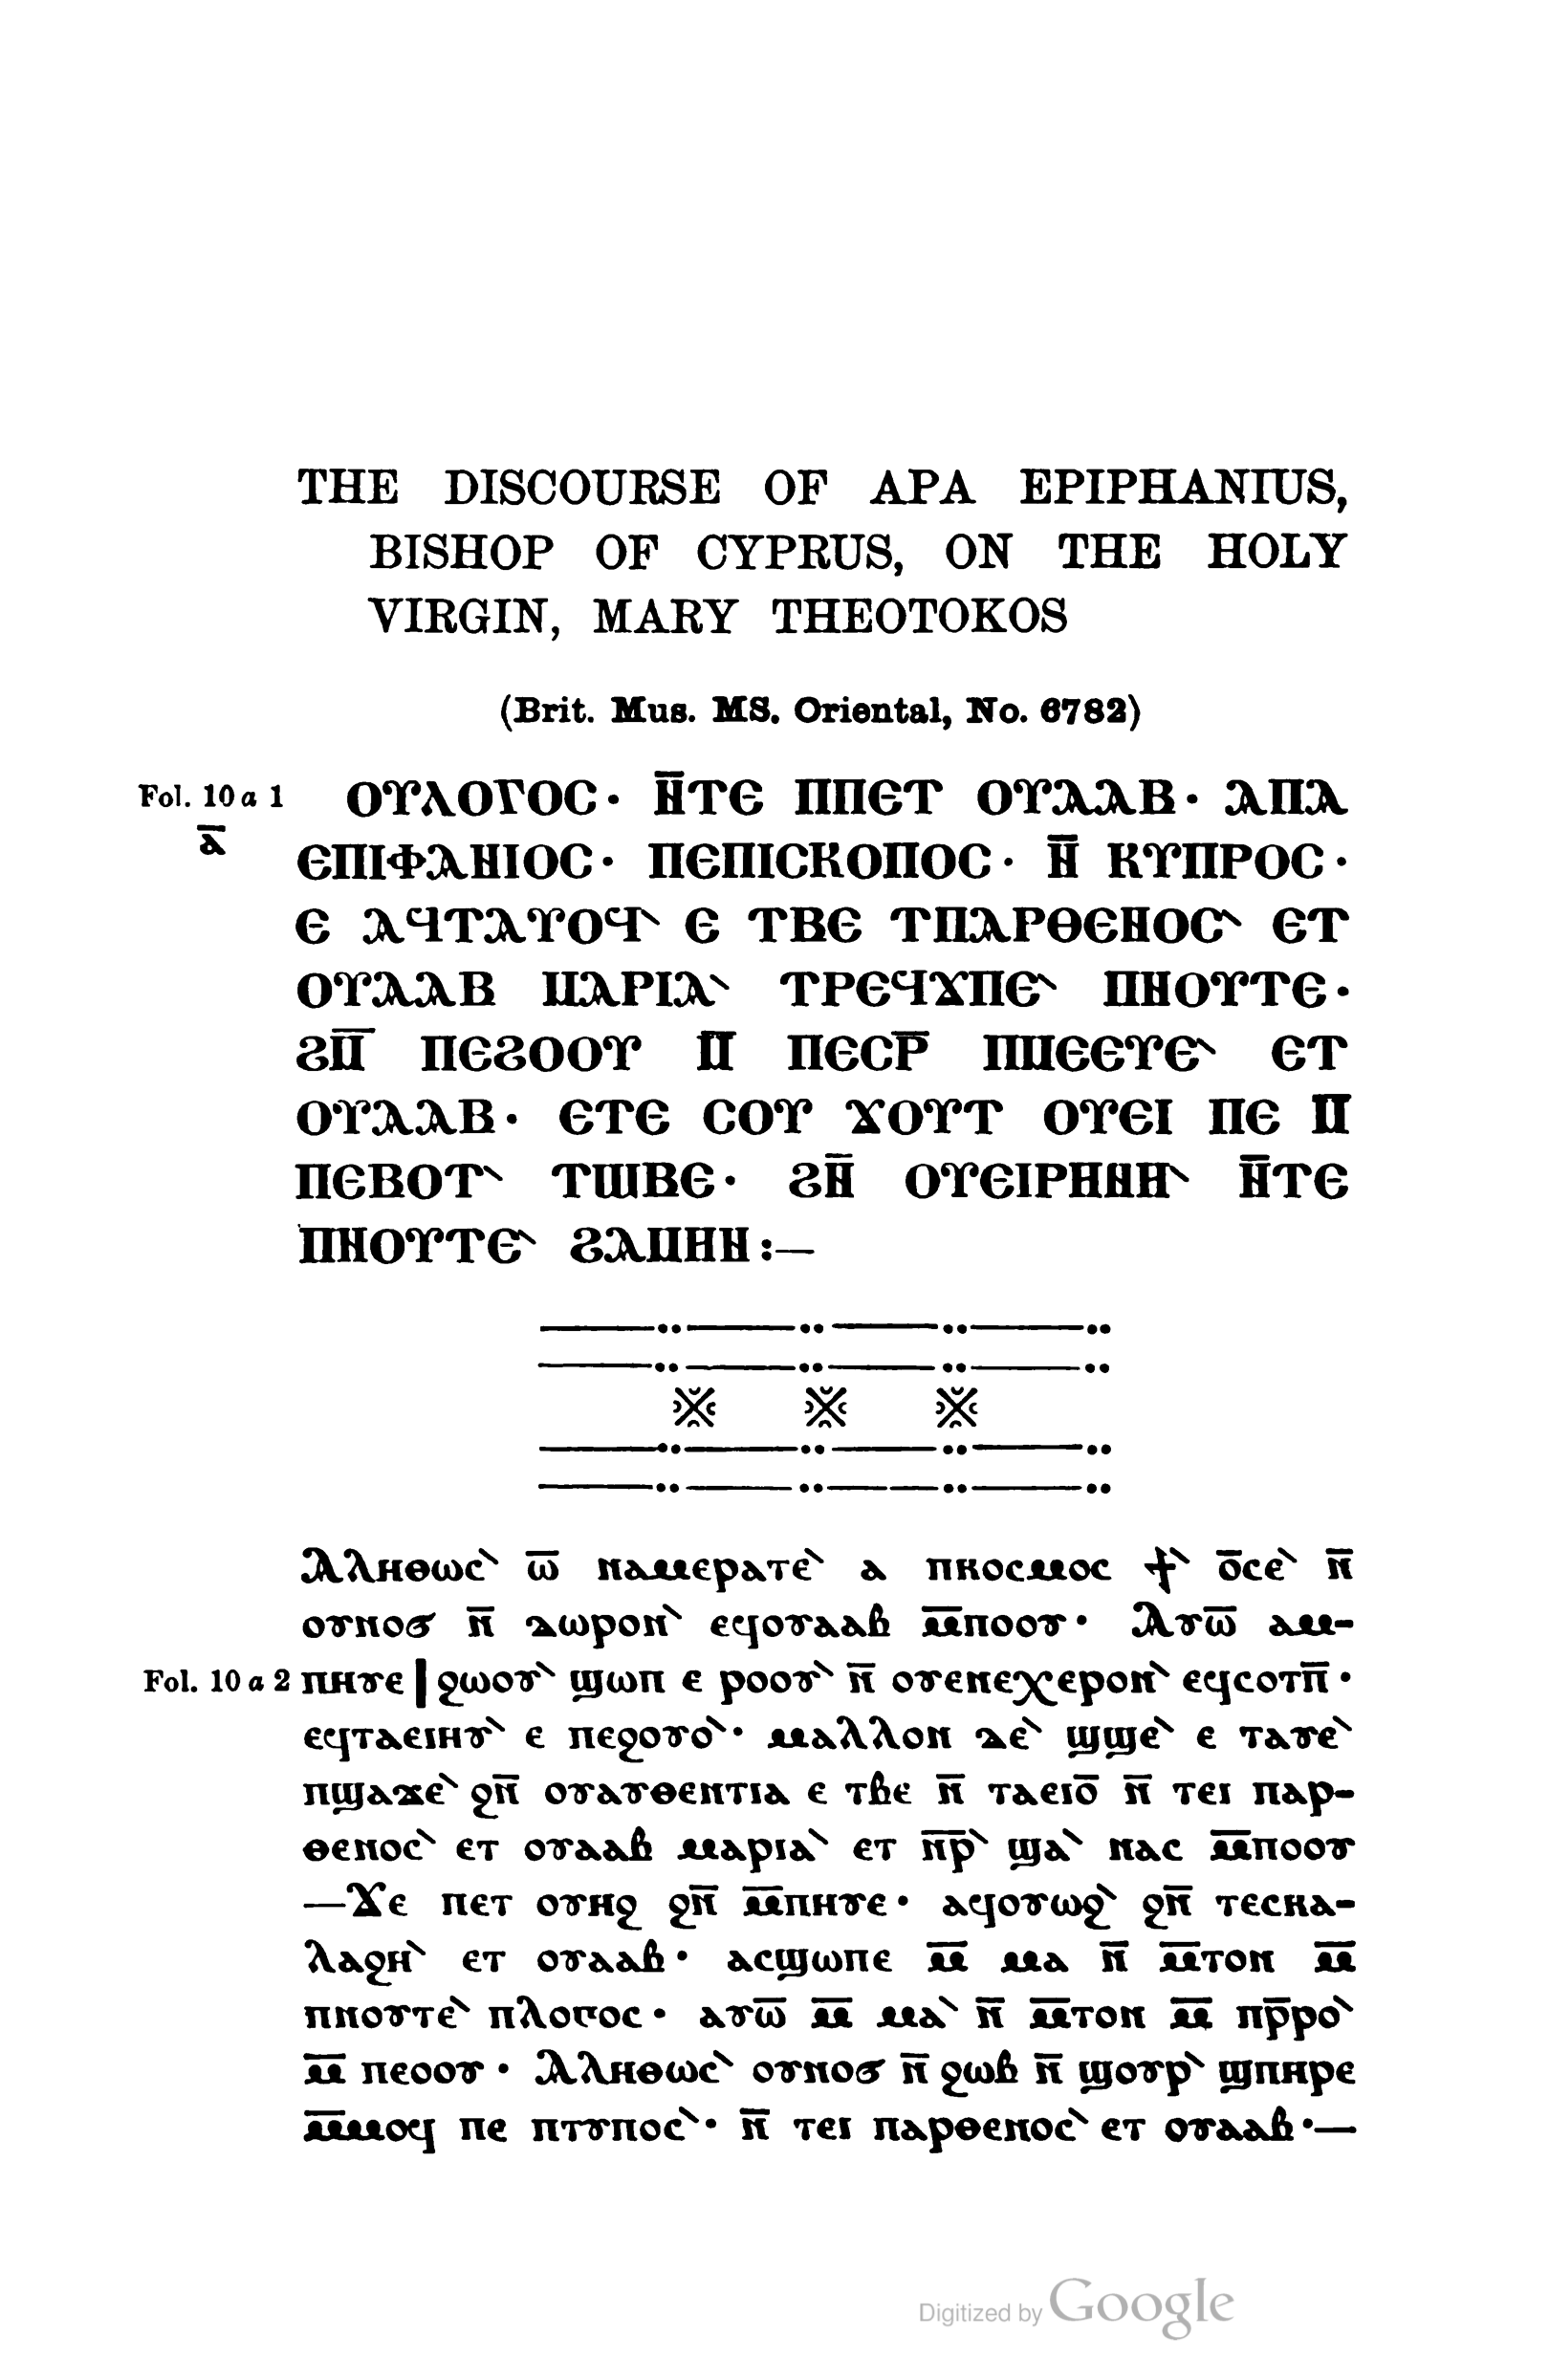 THE DISCOURSE OF APA EPIPHANIUS,
BISHOP OF CYPRUS, ON THE HOLY
VIRGIN, MARY THEOTOKOS
(Brit. Mus. MS. Oriental, No. 6782)
Fol. 10 a 1 ⲞⲨⲖⲞⲄⲞⲤ· Ⲛ̅ⲦⲈ ⲠⲠⲈⲦ ⲞⲨⲀⲀⲂ· ⲀⲠⲀ
ⲁ̅ ⲈⲠⲒⲪⲀⲚⲒⲞⲤ· ⲠⲈⲠⲒⲤⲔⲞⲠⲞⲤ· Ⲛ̅ ⲔⲨⲠⲢⲞⲤ·
Ⲉ ⲀϤⲦⲀⲨⲞϤ̀ Ⲉ ⲦⲂⲈ ⲦⲠⲀⲢⲐⲈⲚⲞⲤ̀ ⲈⲦ
ⲞⲨⲀⲀⲂ ⲘⲀⲢⲒⲀ̀ ⲦⲢⲈϤϪⲠⲈ̀ ⲠⲚⲞⲨⲦⲈ·
ϨⲘ̅ ⲠⲈϨⲞⲞⲨ Ⲙ̅ ⲠⲈⲤⲢ̅ ⲠⲘⲈⲈⲨⲈ̀ ⲈⲦ
ⲞⲨⲀⲀⲂ· ⲈⲦⲈ ⲤⲞⲨ ϪⲞⲨⲦ ⲞⲨⲈⲒ ⲠⲈ Ⲙ̅
ⲠⲈⲂⲞⲦ̀ ⲦⲰⲂⲈ· ϨⲚ̅ ⲞⲨⲈⲒⲢⲎⲚⲎ̀ Ⲛ̅ⲦⲈ
ⲠⲚⲞⲨⲦⲈ̀ ϨⲀⲘⲎⲚ:—
Ⲁⲗⲏⲑⲱⲥ̀ ⲱ̅ ⲛⲁⲙⲉⲣⲁⲧⲉ̀ ⲁ ⲡⲕⲟⲥⲙⲟⲥ ϯ̀ ⲟ̅ⲥⲉ̀ ⲛ̅
ⲟⲩⲛⲟϭ ⲛ̅ ⲇⲱⲣⲟⲛ̀ ⲉϥⲟⲩⲁⲁⲃ ⲙ̅ⲡⲟⲟⲩ· Ⲁⲩⲱ̅ ⲁⲙ-
Fol. 10 a 2 ⲡⲏⲩⲉ | ϩⲱⲟⲩ̀ ϣⲱⲡ ⲉ ⲣⲟⲟⲩ̀ ⲛ̅ ⲟⲩⲉⲛⲉⲭⲉⲣⲟⲛ̀ ⲉϥⲥⲟⲧⲡ̅·
ⲉϥⲧⲁⲉⲓⲏⲩ̀ ⲉ ⲡⲉϩⲟⲩⲟ̀· ⲙⲁⲗⲗⲟⲛ ⲇⲉ̀ ϣϣⲉ̀ ⲉ ⲧⲁⲩⲉ̀
ⲡϣⲁϫⲉ̀ ϩⲛ̅ ⲟⲩⲁⲩⲑⲉⲛⲧⲓⲁ ⲉ ⲧⲃⲉ ⲛ̅ ⲧⲁⲉⲓⲟ̅ ⲛ̅ ⲧⲉⲓ ⲡⲁⲣ-
ⲑⲉⲛⲟⲥ̀ ⲉⲧ ⲟⲩⲁⲁⲃ ⲙⲁⲣⲓⲁ̀ ⲉⲧ ⲛ̅ⲣ̅̀ ϣⲁ̀ ⲛⲁⲥ ⲙ̅ⲡⲟⲟⲩ
—Ϫⲉ ⲡⲉⲧ ⲟⲩⲏϩ ϩⲛ̅ ⲙ̅ⲡⲏⲩⲉ· ⲁϥⲟⲩⲱϩ̀ ϩⲛ̅ ⲧⲉⲥⲕⲁ-
ⲗⲁϩⲏ̀ ⲉⲧ ⲟⲩⲁⲁⲃ· ⲁⲥϣⲱⲡⲉ ⲙ̅ ⲙⲁ ⲛ̅ ⲙ̅ⲧⲟⲛ ⲙ̅
ⲡⲛⲟⲩⲧⲉ̀ ⲡⲗⲟⲅⲟⲥ· ⲁⲩⲱ̅ ⲙ̅ ⲙⲁ̀ ⲛ̅ ⲙ̅ⲧⲟⲛ ⲙ̅ ⲡⲣ̅ⲣⲟ̀
ⲙ̅ ⲡⲉⲟⲟⲩ· Ⲁⲗⲏⲑⲱⲥ̀ ⲟⲩⲛⲟϭ ⲛ̅ ϩⲱⲃ ⲛ̅ ϣⲟⲩⲣ̀ ϣⲡⲏⲣⲉ
ⲙ̅ⲙⲟϥ ⲡⲉ ⲡⲧⲩⲡⲟⲥ̀· ⲛ̅ ⲧⲉⲓ ⲡⲁⲣⲑⲉⲛⲟⲥ̀ ⲉⲧ ⲟⲩⲁⲁⲃ·—
Digitized by Google